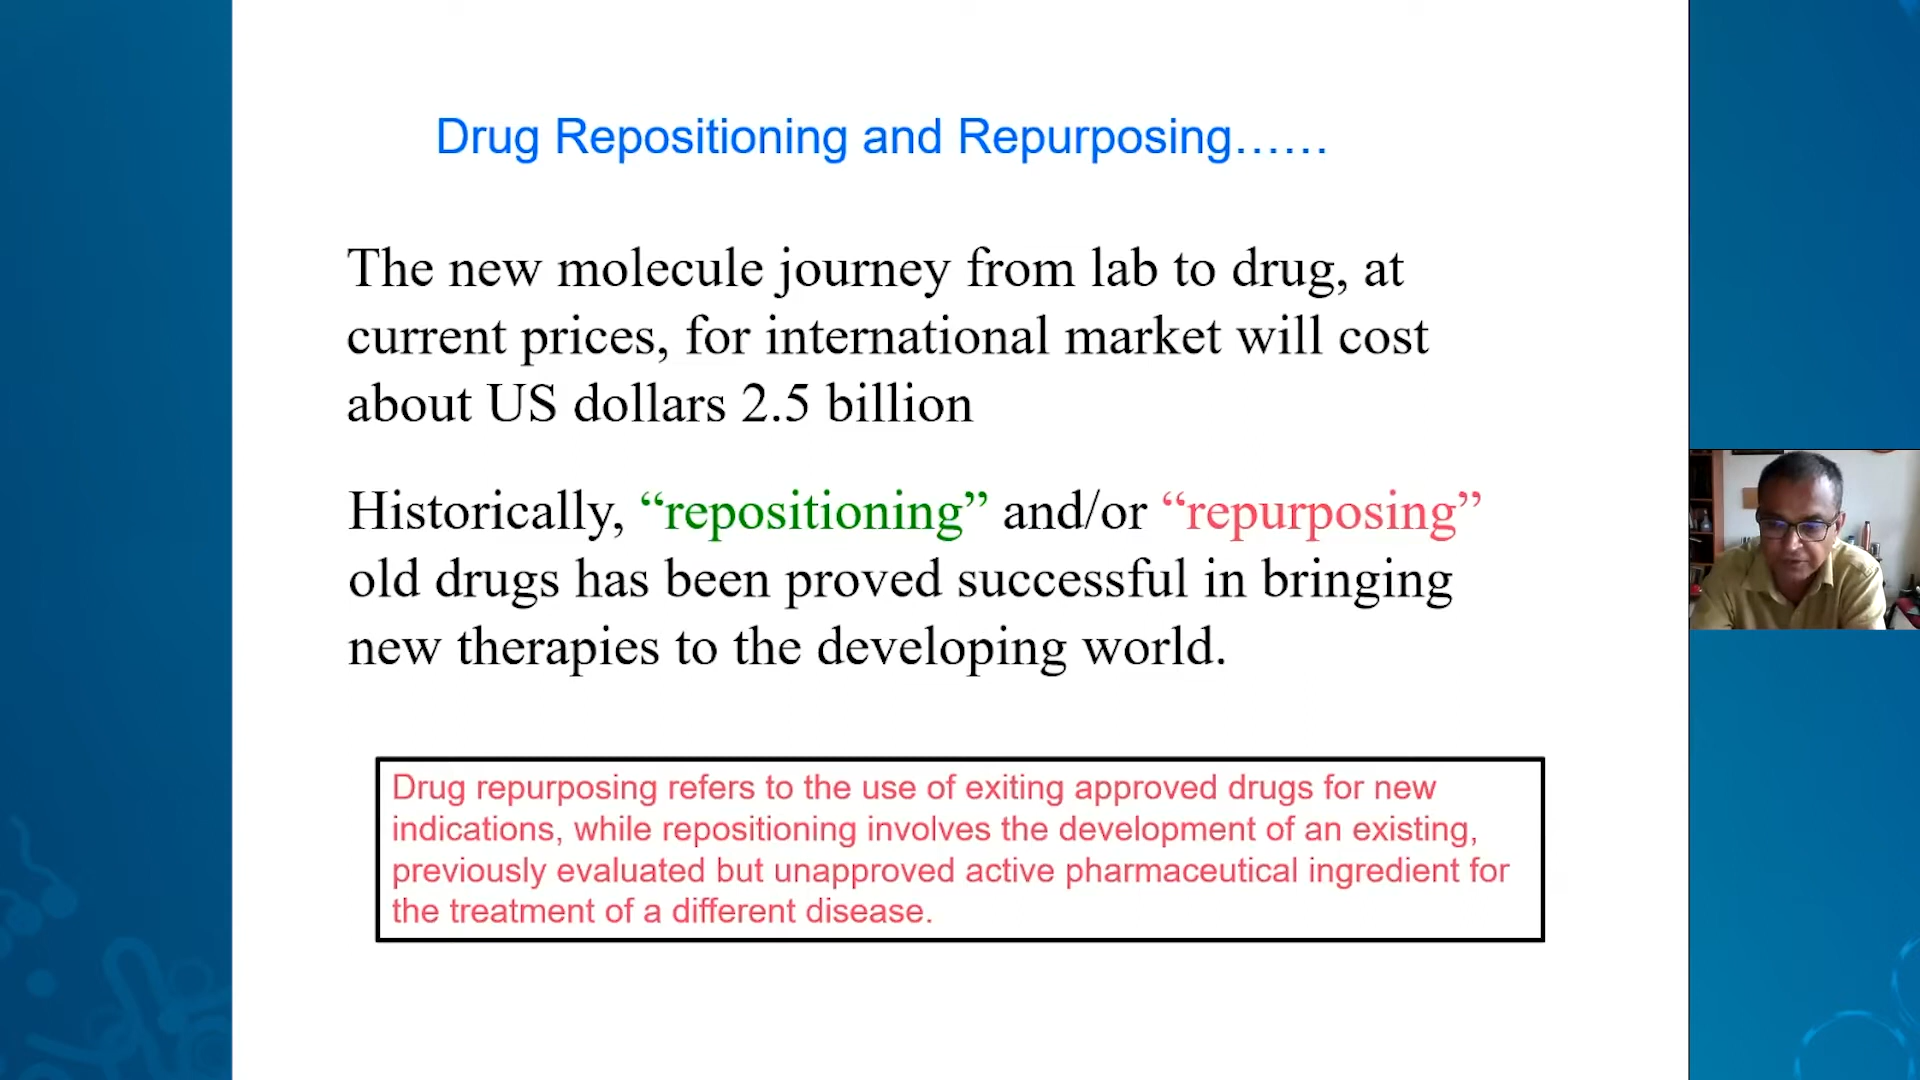 Drug Repositioning and Repurposing......
The new molecule journey from lab to drug, at
current prices, for international market will cost
about US dollars 2.5 billion
Historically, “repositioning” and/or “repurposing”
old drugs has been proved successful in bringing
new therapies to the developing world.
Drug repurposing refers to the use of exiting approved drugs for new
indications, while repositioning involves the development of an existing,
previously evaluated but unapproved active pharmaceutical ingredient for
the treatment of a different disease.